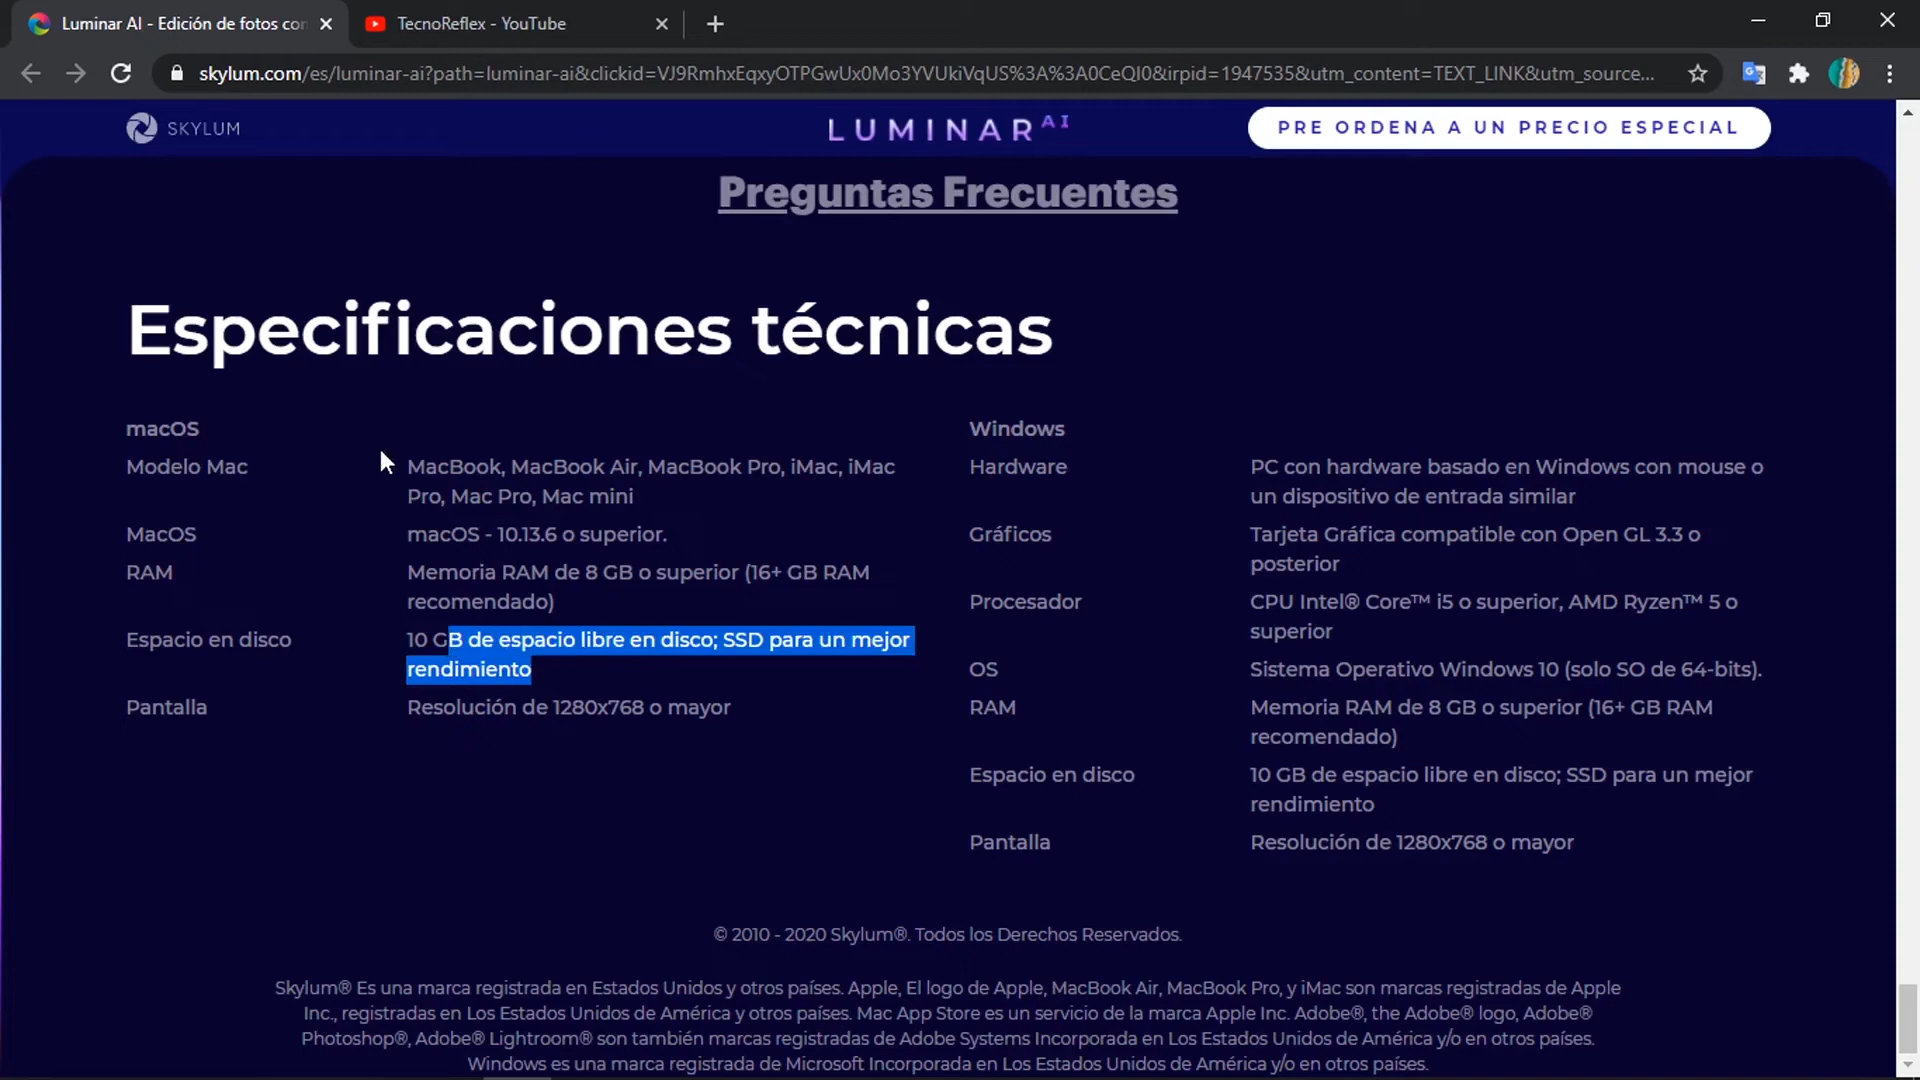 Luminar AI - Edición de fotos con
TecnoReflex - YouTube
skylum.com/es/luminar-ai?path=luminar-ai&clickid=VJ9RmhxEqxyOTPGwUx0Mo3YVUkiVqUS%3A%3A0CeQJ0&irpid=1947535&utm_content=TEXT_LINK&utm_source...
SKYLUM
LUMINAR AI
PRE ORDENA A UN PRECIO ESPECIAL
Preguntas Frecuentes
Especificaciones técnicas
macOS
Modelo Mac
MacBook, MacBook Air, MacBook Pro, iMac, iMac
Pro, Mac Pro, Mac mini
MacOS
macOS - 10.13.6 o superior.
RAM
Memoria RAM de 8 GB o superior (16+ GB RAM
recomendado)
Espacio en disco
10 GB de espacio libre en disco; SSD para un mejor
rendimiento
Pantalla
Resolución de 1280x768 o mayor
Windows
Hardware
PC con hardware basado en Windows con mouse o
un dispositivo de entrada similar
Gráficos
Tarjeta Gráfica compatible con Open GL 3.3 o
posterior
Procesador
CPU Intel® Core™ i5 o superior, AMD Ryzen™ 5 o
superior
OS
Sistema Operativo Windows 10 (solo SO de 64-bits).
RAM
Memoria RAM de 8 GB o superior (16+ GB RAM
recomendado)
Espacio en disco
10 GB de espacio libre en disco; SSD para un mejor
rendimiento
Pantalla
Resolución de 1280x768 o mayor
© 2010 - 2020 Skylum®. Todos los Derechos Reservados.
Skylum® Es una marca registrada en Estados Unidos y otros países. Apple, El logo de Apple, MacBook Air, MacBook Pro, y iMac son marcas registradas de Apple
Inc., registradas en Los Estados Unidos de América y otros países. Mac App Store es un servicio de la marca Apple Inc. Adobe®, the Adobe® logo, Adobe®
Photoshop®, Adobe® Lightroom® son también marcas registradas de Adobe Systems Incorporada en Los Estados Unidos de América y/o en otros países.
Windows es una marca registrada de Microsoft Incorporada en Los Estados Unidos de América y/o en otros países.